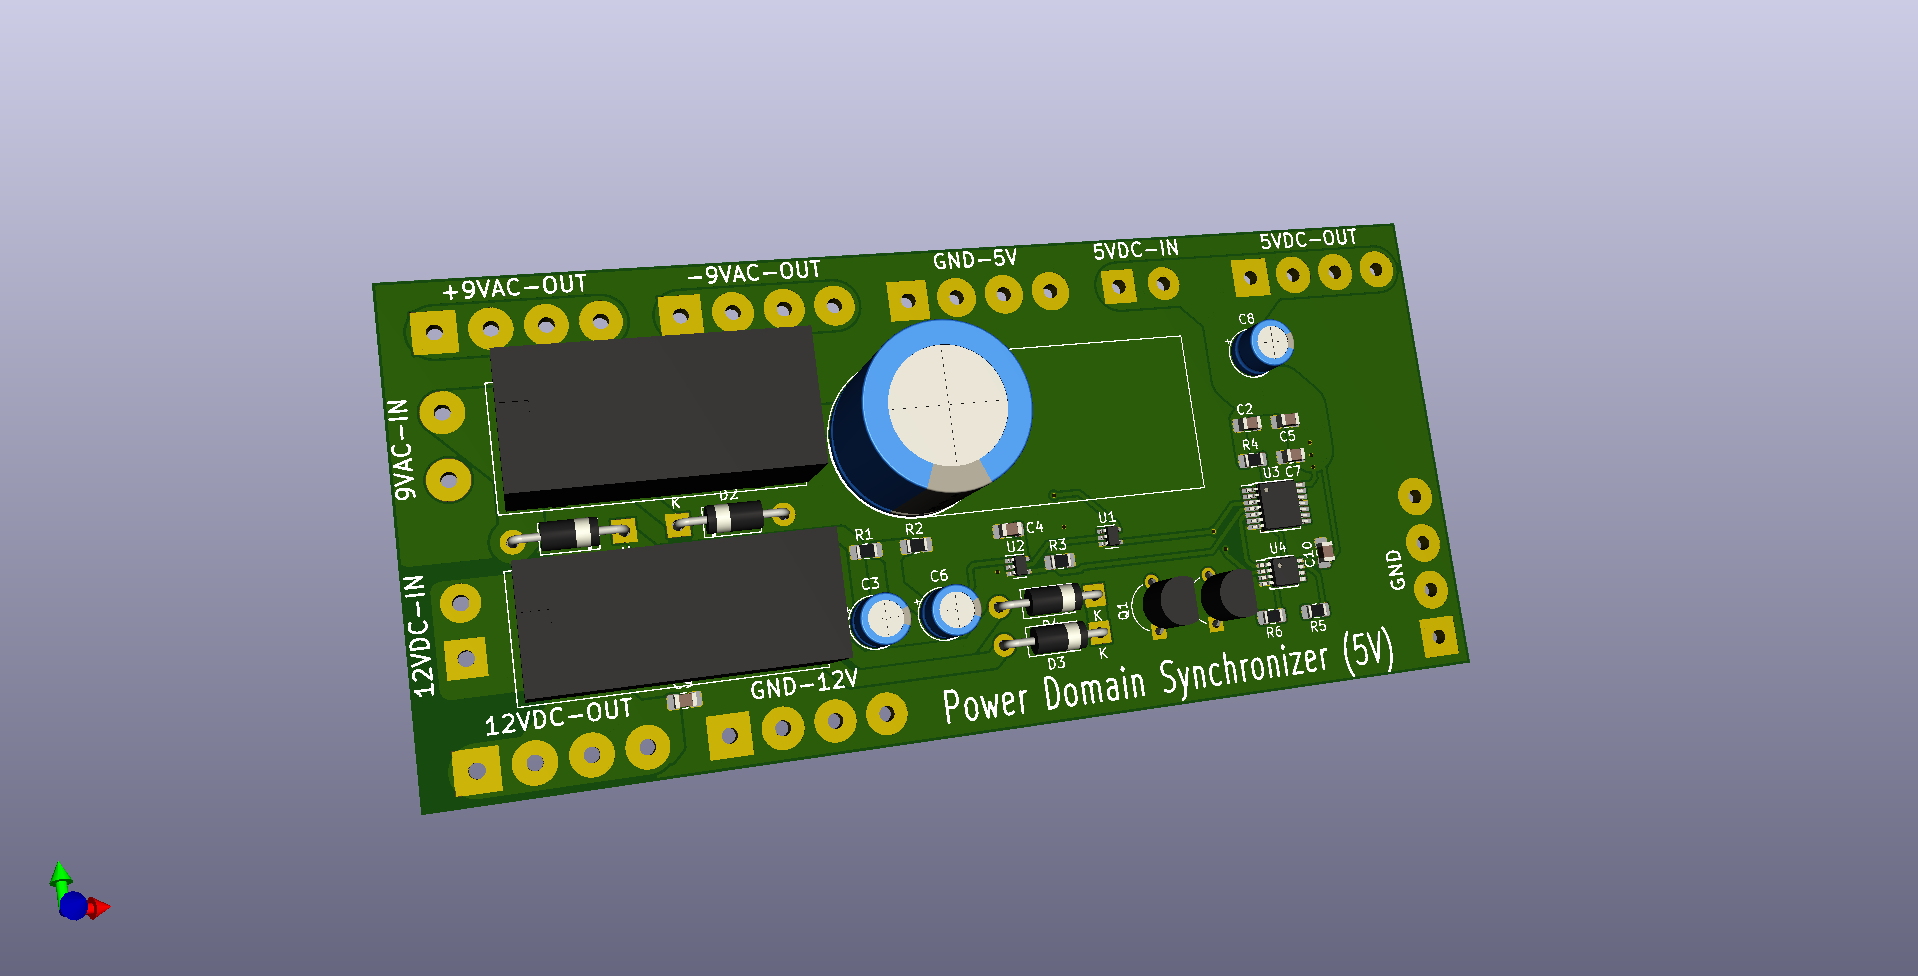 +9VAC-OUT
-9VAC-OUT
GND-5V
5VDC-IN
5VDC-OUT
C8
9VAC-IN
C2
C5
R4
C7
U3
K
D2
R1
R2
C4
U1
U2
R3
U4
C10
GND
12VDC-IN
C3
C6
K
Q1
D3
K
R6
R5
GND-12V
12VDC-OUT
Power Domain Synchronizer (5V)